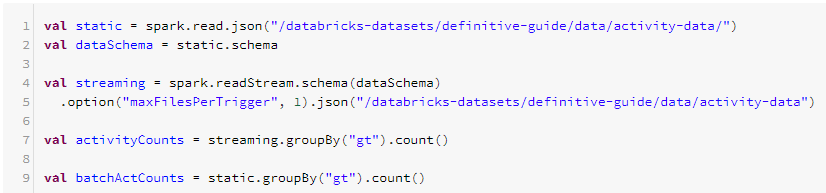 1 val static = spark.read.json("/databricks-datasets/definitive-guide/data/activity-data/")
2 val dataSchema = static.schema
3
4 val streaming = spark.readStream.schema(dataSchema)
5   .option("maxFilesPerTrigger", 1).json("/databricks-datasets/definitive-guide/data/activity-data")
6
7 val activityCounts = streaming.groupBy("gt").count()
8
9 val batchActCounts = static.groupBy("gt").count()